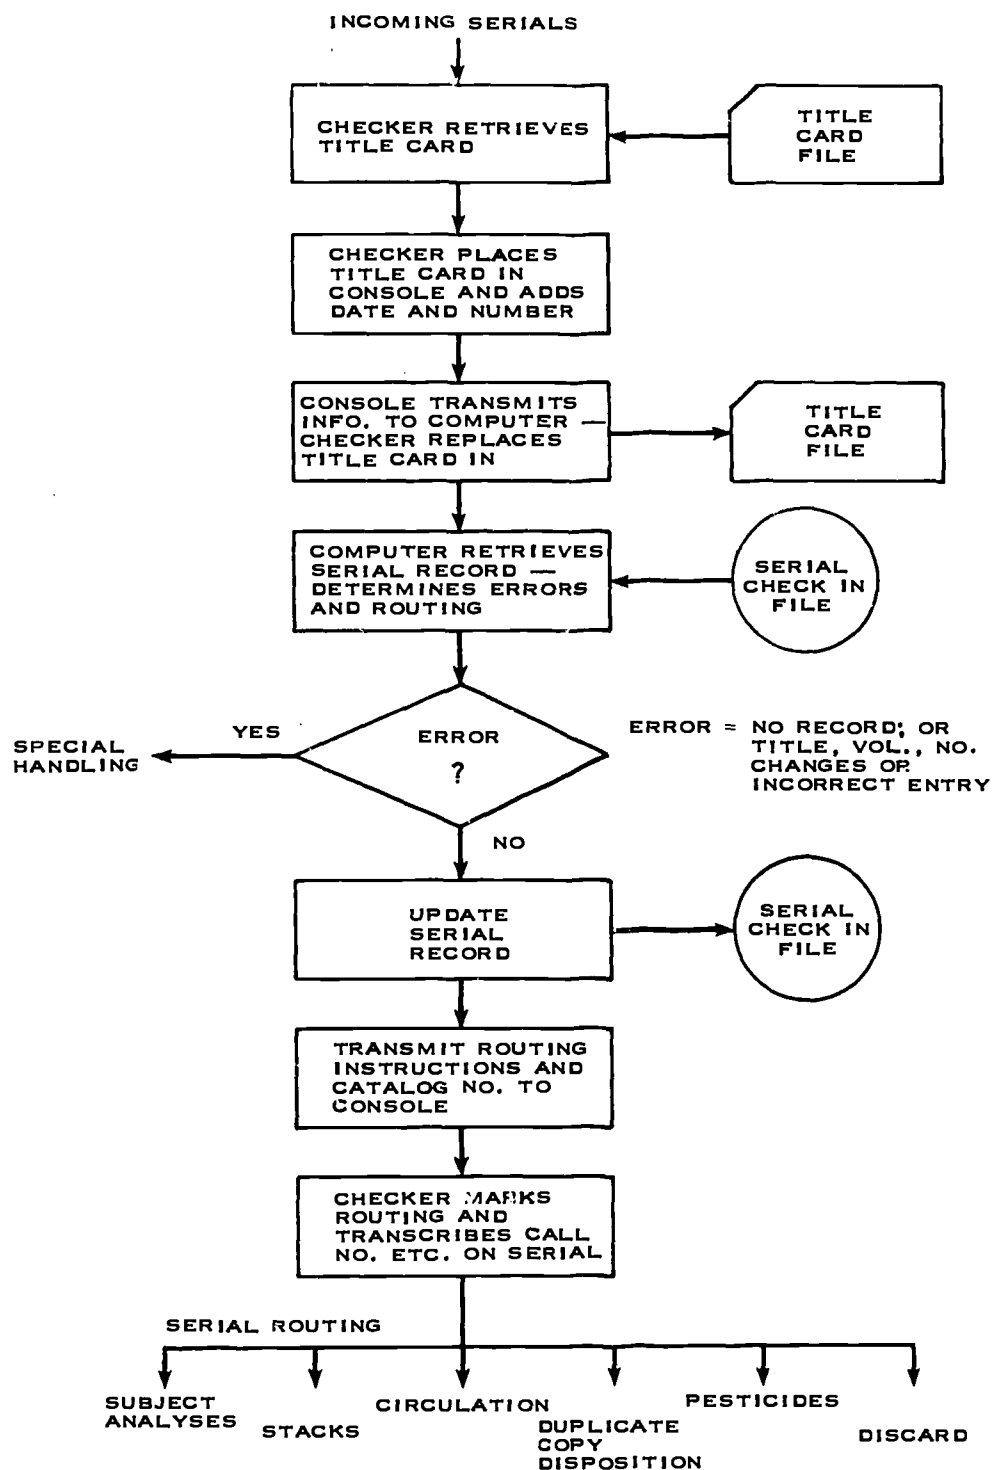 INCOMING SERIALS
CHECKER RETRIEVES
TITLE CARD
TITLE
CARD
FILE
CHECKER PLACES
TITLE CARD IN
CONSOLE AND ADDS
DATE AND NUMBER
CONSOLE TRANSMITS
INFO. TO COMPUTER —
CHECKER REPLACES
TITLE CARD IN
TITLE
CARD
FILE
COMPUTER RETRIEVES
SERIAL RECORD —
DETERMINES ERRORS
AND ROUTING
SERIAL
CHECK IN
FILE
ERROR
?
YES
SPECIAL
HANDLING
ERROR = NO RECORD; OR
TITLE, VOL., NO.
CHANGES OR
INCORRECT ENTRY
NO
UPDATE
SERIAL
RECORD
SERIAL
CHECK IN
FILE
TRANSMIT ROUTING
INSTRUCTIONS AND
CATALOG NO. TO
CONSOLE
CHECKER MARKS
ROUTING AND
TRANSCRIBES CALL
NO. ETC. ON SERIAL
SERIAL ROUTING
SUBJECT
ANALYSES
STACKS
CIRCULATION
DUPLICATE
COPY
DISPOSITION
PESTICIDES
DISCARD